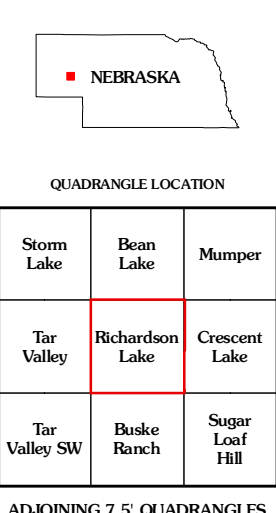 NEBRASKA
QUADRANGLE LOCATION
Storm
Lake
Bean
Lake
Mumper
Tar
Valley
Richardson
Lake
Crescent
Lake
Tar
Valley SW
Buske
Ranch
Sugar
Loaf
Hill
ADJOINING 7.5' QUADRANGLES